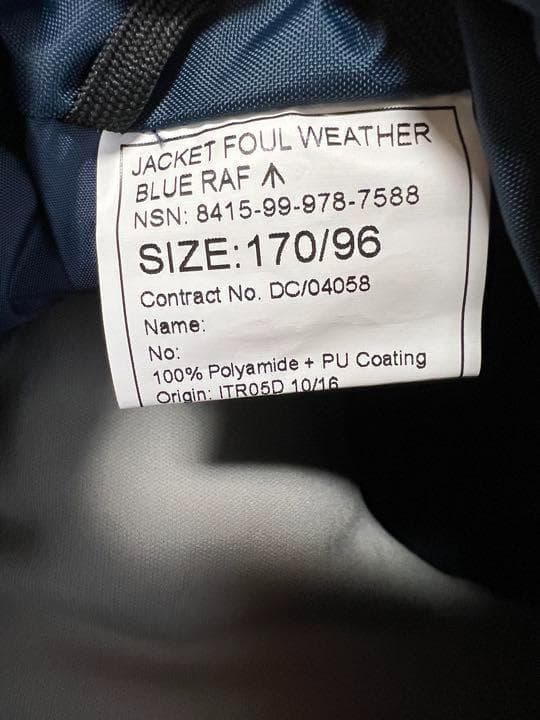 JACKET FOUL WEATHER
BLUE RAF ↑
NSN: 8415-99-978-7588
SIZE: 170/96
Contract No. DC/04058
Name:
No:
100% Polyamide + PU Coating
Origin: ITR05D 10/16